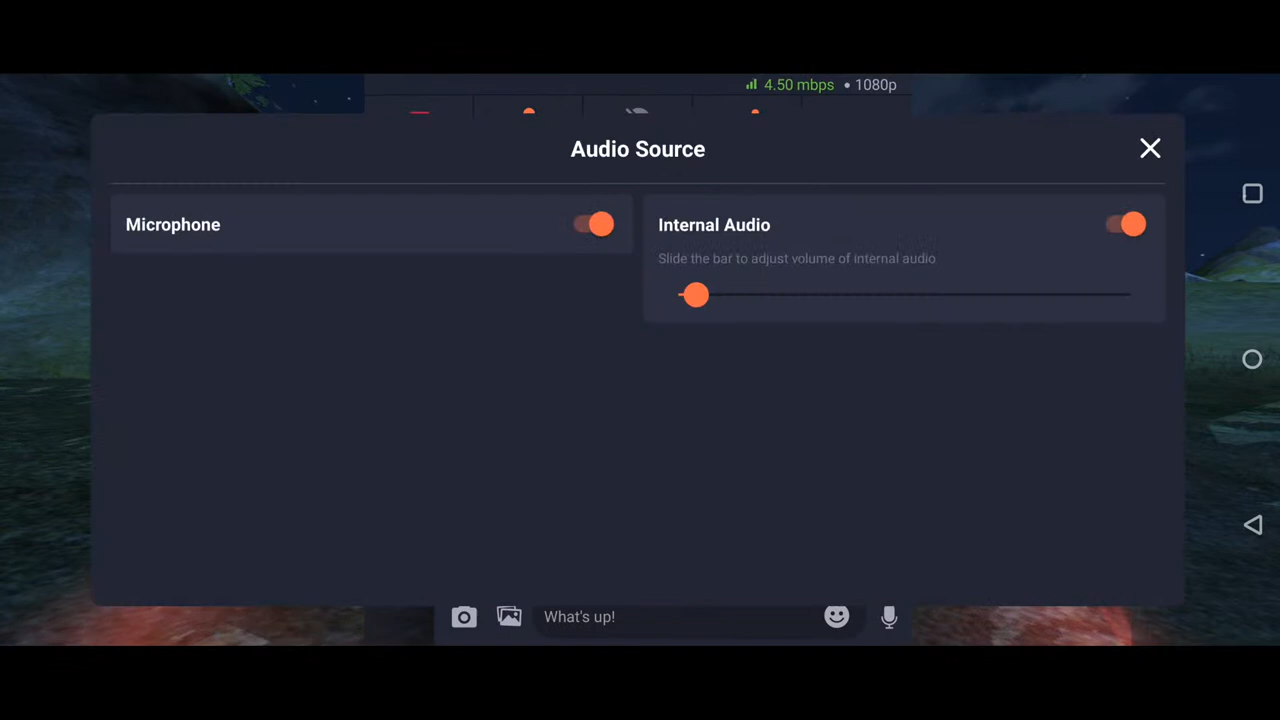 4.50 mbps • 1080p
Audio Source
Microphone
Internal Audio
Slide the bar to adjust volume of internal audio
What's up!